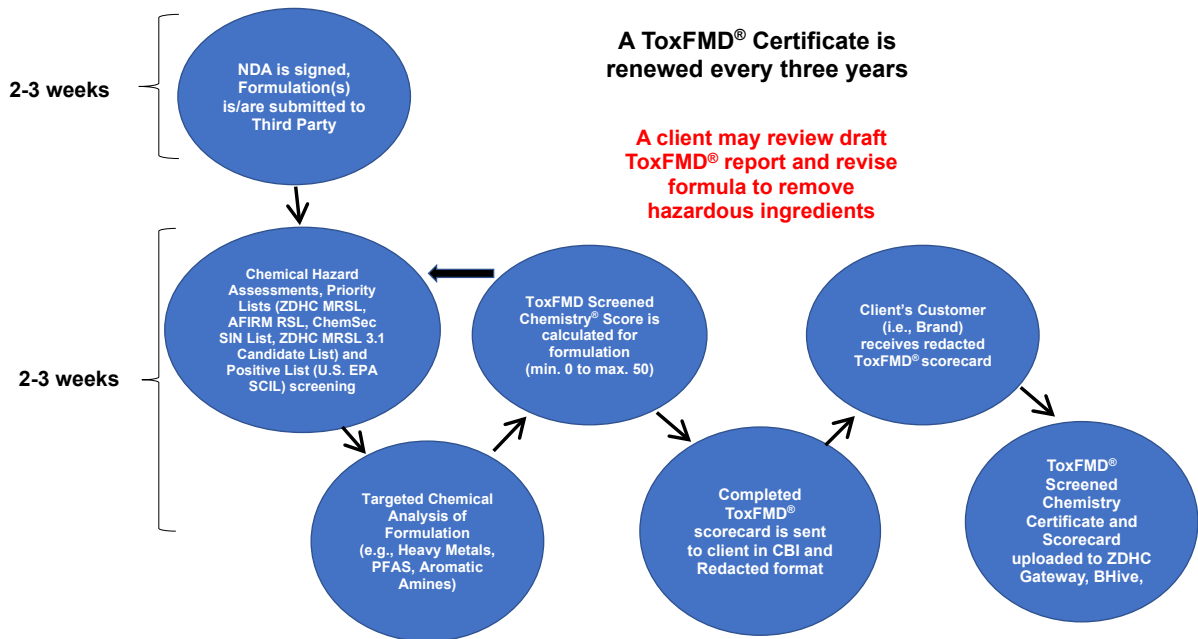 A ToxFMD® Certificate is
renewed every three years
2-3 weeks
NDA is signed,
Formulation(s)
is/are submitted to
Third Party
A client may review draft
ToxFMD® report and revise
formula to remove
hazardous ingredients
2-3 weeks
Chemical Hazard
Assessments, Priority
Lists (ZDHC MRSL,
AFIRM RSL, ChemSec
SIN List, ZDHC MRSL 3.1
Candidate List) and
Positive List (U.S. EPA
SCIL) screening
Targeted Chemical
Analysis of
Formulation
(e.g., Heavy Metals,
PFAS, Aromatic
Amines)
ToxFMD Screened
Chemistry® Score is
calculated for
formulation
(min. 0 to max. 50)
Completed
ToxFMD®
scorecard is sent
to client in CBI and
Redacted format
Client's Customer
(i.e., Brand)
receives redacted
ToxFMD® scorecard
ToxFMD®
Screened
Chemistry
Certificate and
Scorecard
uploaded to ZDHC
Gateway, BHive,